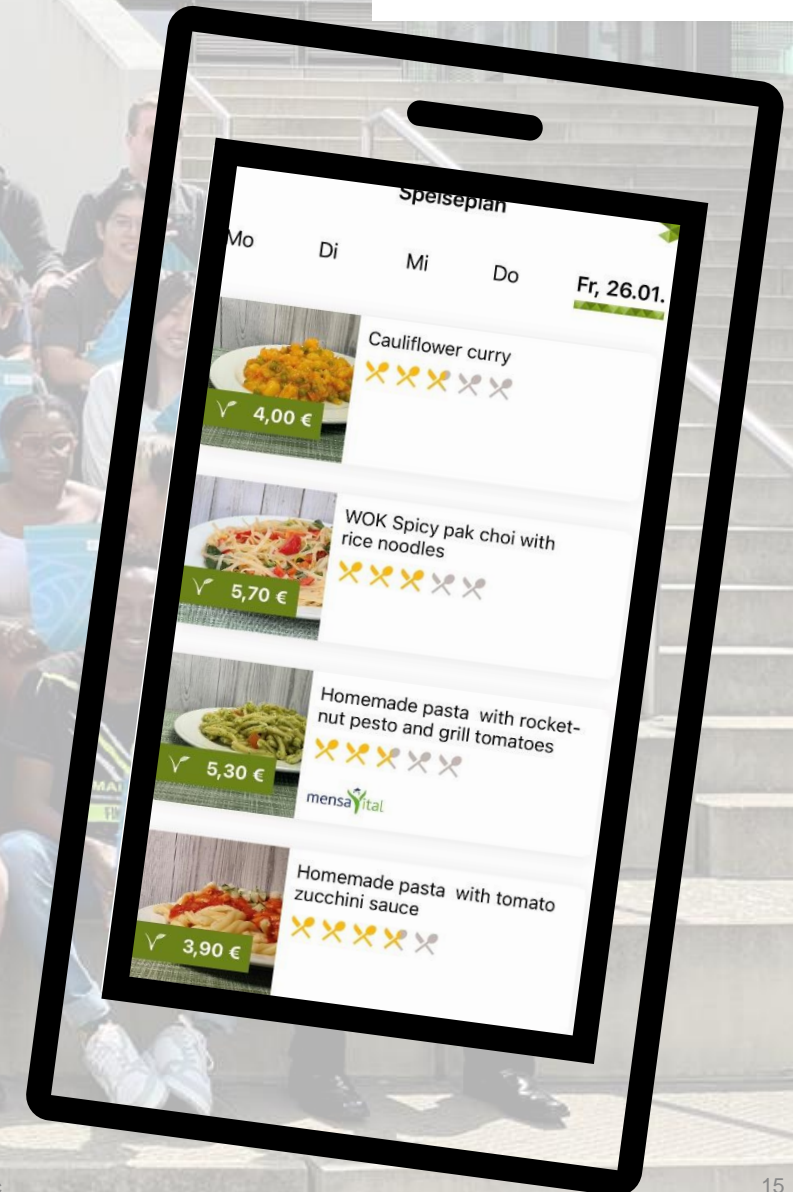 Speiseplan
Mo Di Mi Do Fr, 26.01.
Cauliflower curry
4,00 €
WOK Spicy pak choi with
rice noodles
5,70 €
Homemade pasta with rocket-
nut pesto and grill tomatoes
5,30 €
mensaVital
Homemade pasta with tomato
zucchini sauce
3,90 €
15